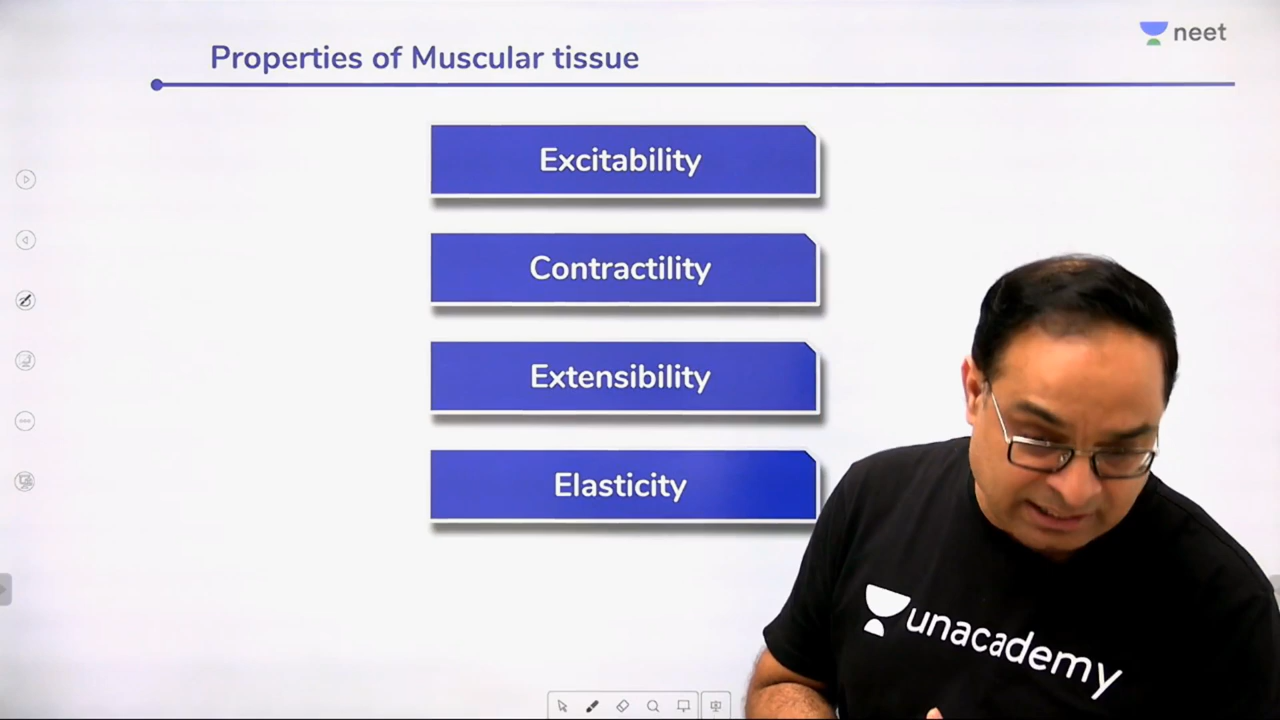 Properties of Muscular tissue
neet
Excitability
Contractility
Extensibility
Elasticity
unacademy